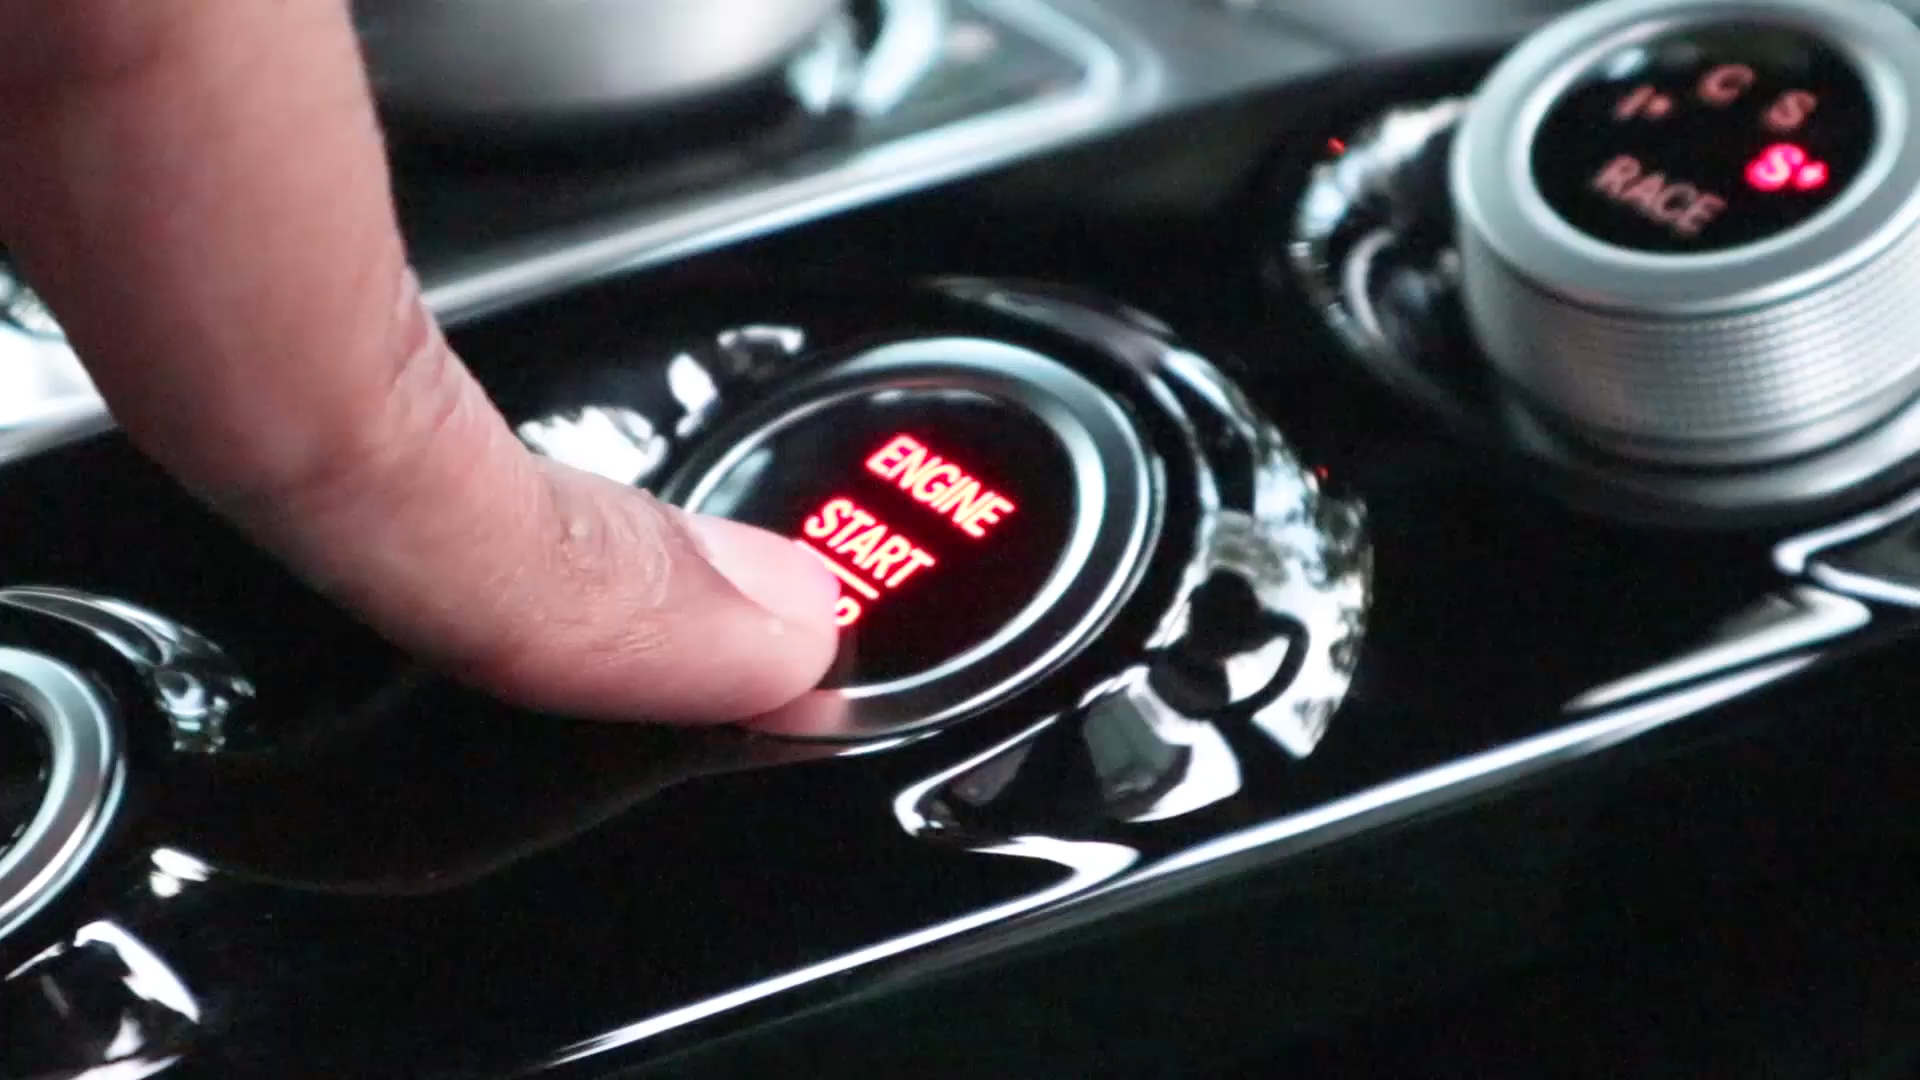 ENGINE
START
C
S
I+
S+
RACE